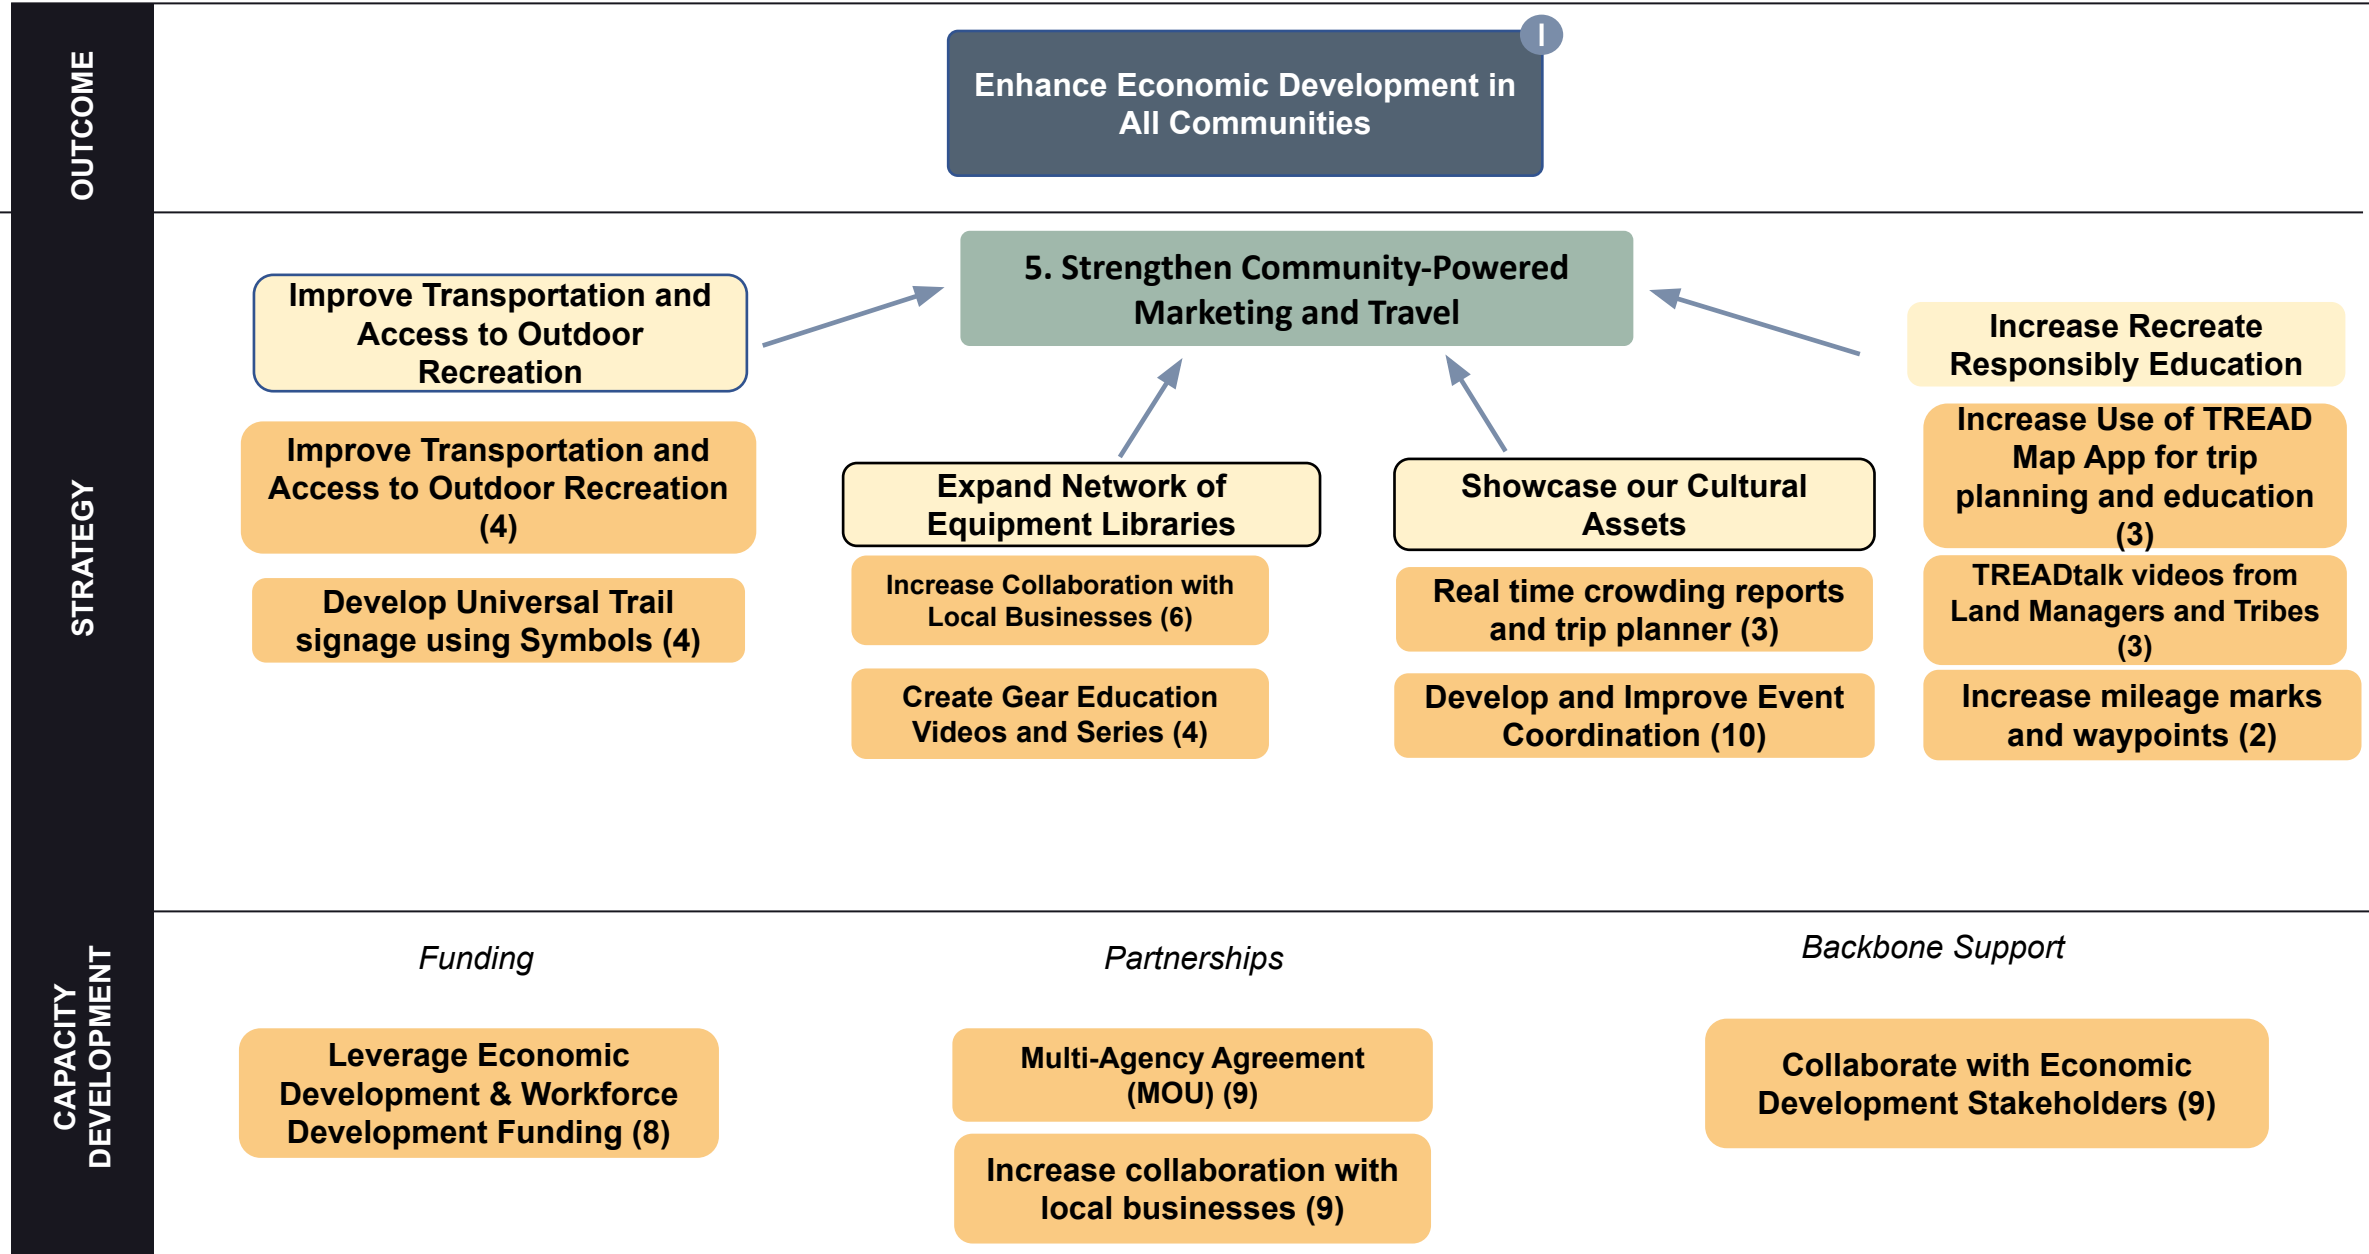 OUTCOME
I
Enhance Economic Development in
All Communities
STRATEGY
5. Strengthen Community-Powered
Marketing and Travel
Improve Transportation and
Access to Outdoor
Recreation
Improve Transportation and
Access to Outdoor Recreation
(4)
Develop Universal Trail
signage using Symbols (4)
Expand Network of
Equipment Libraries
Increase Collaboration with
Local Businesses (6)
Create Gear Education
Videos and Series (4)
Showcase our Cultural
Assets
Real time crowding reports
and trip planner (3)
Develop and Improve Event
Coordination (10)
Increase Recreate
Responsibly Education
Increase Use of TREAD
Map App for trip
planning and education
(3)
TREADtalk videos from
Land Managers and Tribes
(3)
Increase mileage marks
and waypoints (2)
CAPACITY
DEVELOPMENT
Funding
Leverage Economic
Development & Workforce
Development Funding (8)
Partnerships
Multi-Agency Agreement
(MOU) (9)
Increase collaboration with
local businesses (9)
Backbone Support
Collaborate with Economic
Development Stakeholders (9)